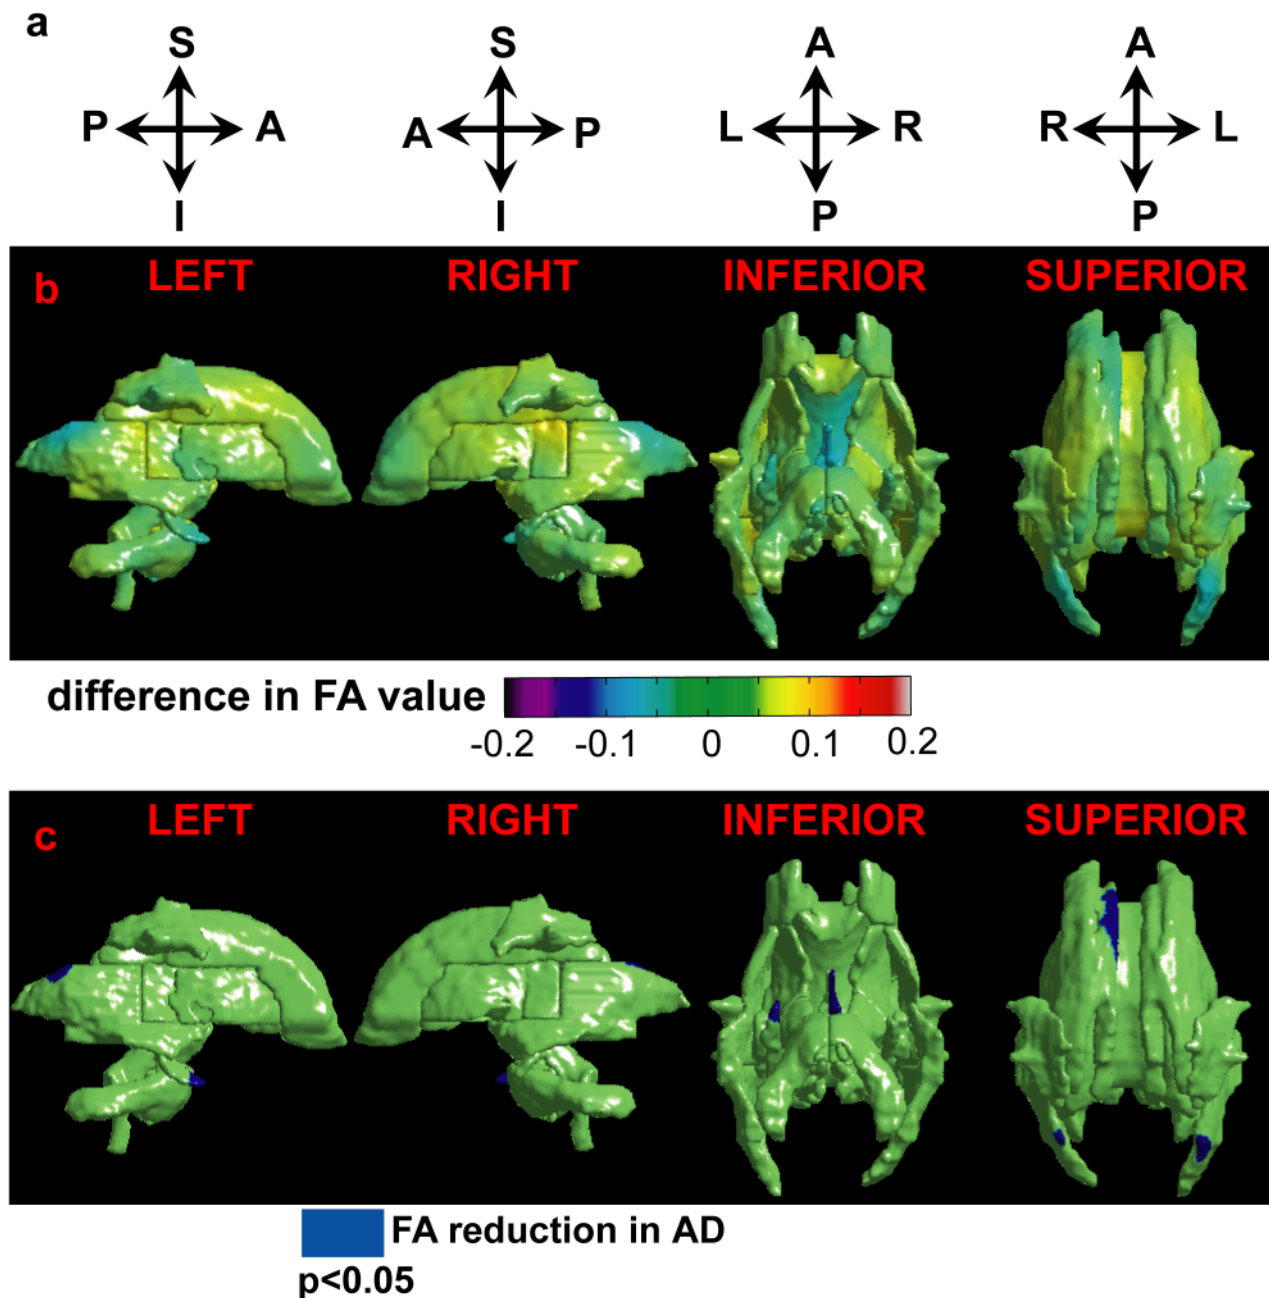 a
S S A A
P A A P L R R L
I I P P
b LEFT RIGHT INFERIOR SUPERIOR
difference in FA value
-0.2 -0.1 0 0.1 0.2
c LEFT RIGHT INFERIOR SUPERIOR
FA reduction in AD
p<0.05